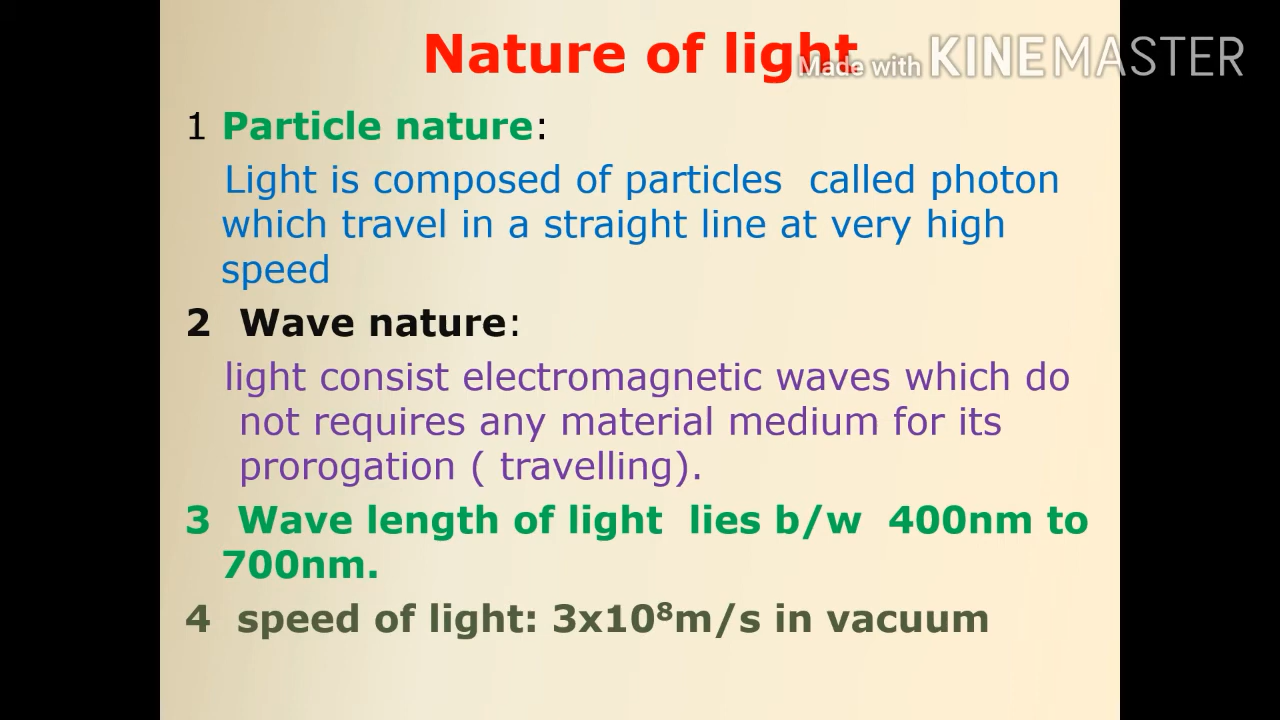 Nature of light
Made with KINEMASTER
1 Particle nature:
Light is composed of particles called photon
which travel in a straight line at very high
speed
2 Wave nature:
light consist electromagnetic waves which do
not requires any material medium for its
prorogation ( travelling).
3 Wave length of light lies b/w 400nm to
700nm.
4 speed of light: 3x10⁸m/s in vacuum